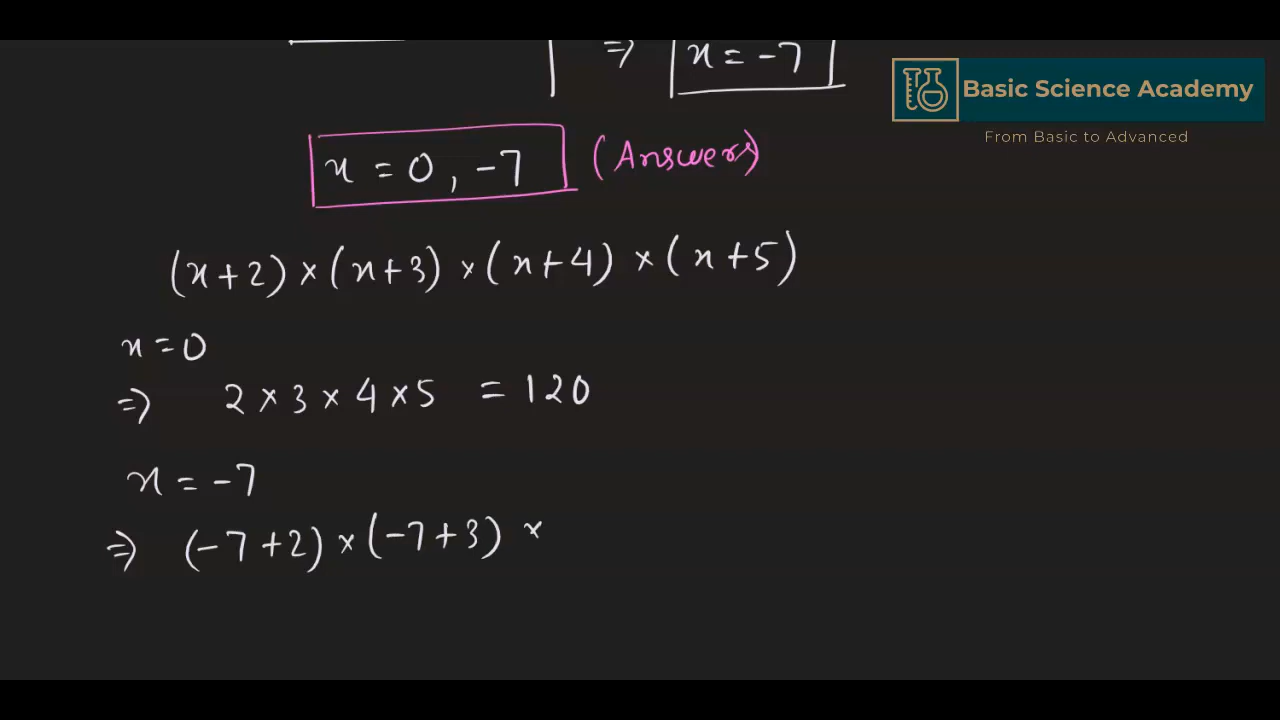 ⇒ x = -7
Basic Science Academy
From Basic to Advanced
x = 0, -7 (Answers)
(x+2) × (x+3) × (x+4) × (x+5)
x = 0
⇒ 2 × 3 × 4 × 5 = 120
x = -7
⇒ (-7+2) × (-7+3) ×